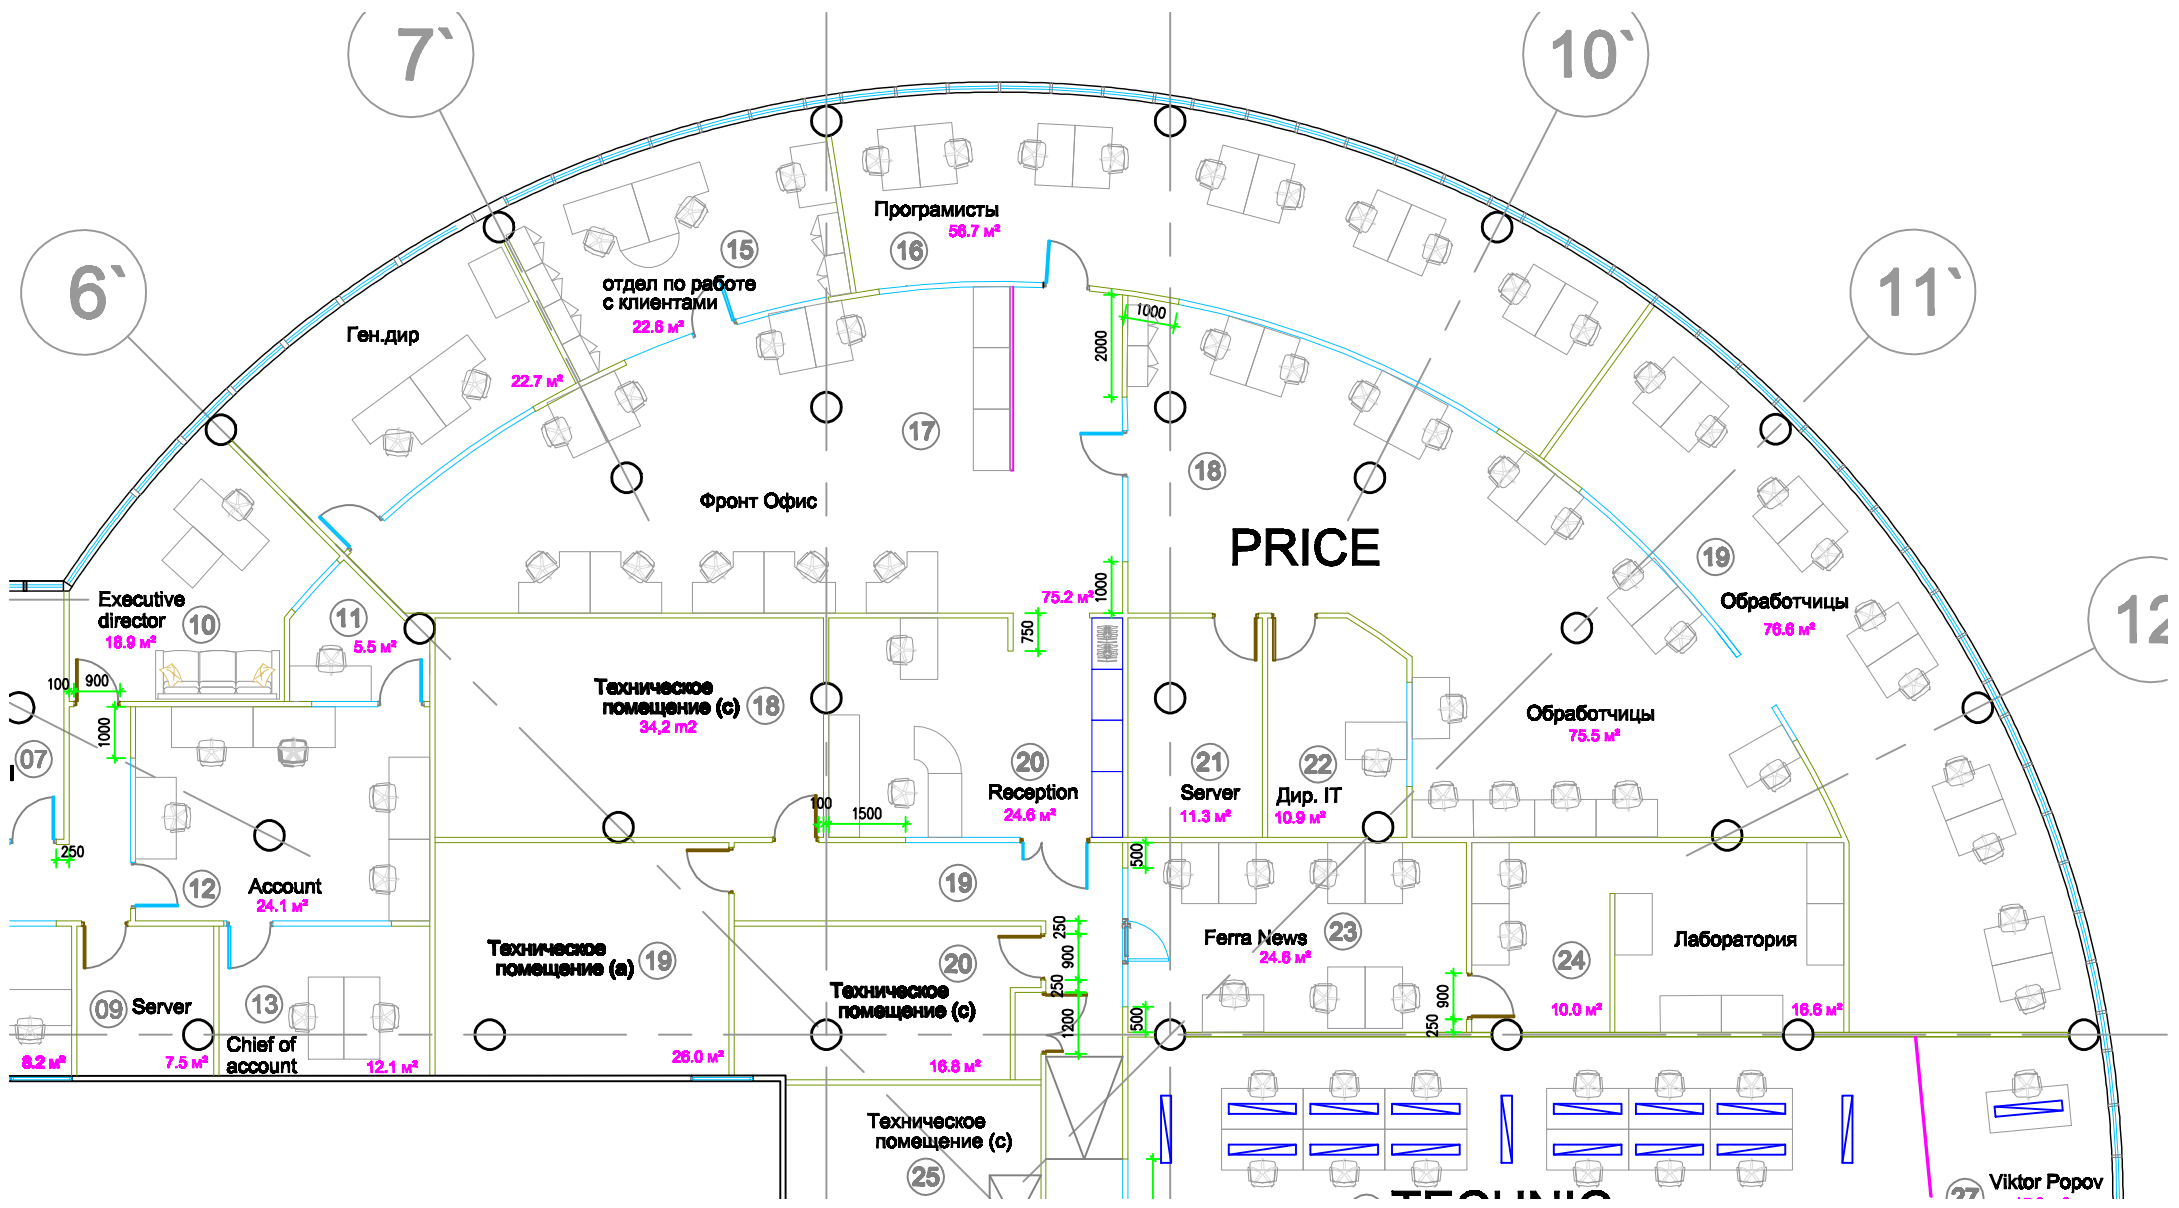 7`
10`
6`
11`
12
Програмисты
56.7 м²
16
15
отдел по работе
с клиентами
22.6 м²
Ген.дир
22.7 м²
1000
2000
17
18
Фронт Офис
PRICE
19
Обработчицы
76.6 м²
Executive
director
18.9 м²
10
11
5.5 м²
75.2 м²
1000
750
100
900
1000
Техническое
помещение (с)
34,2 m2
18
Обработчицы
75.5 м²
07
20
Reception
24.6 м²
21
Server
11.3 м²
22
Дир. IT
10.9 м²
100
1500
250
12
Account
24.1 м²
19
500
Ferra News
24.6 м²
23
250
900
250
1200
500
Техническое
помещение (а)
19
26.0 м²
20
Техническое
помещение (с)
16.8 м²
24
10.0 м²
900
250
Лаборатория
16.6 м²
09
Server
7.5 м²
8.2 м²
13
Chief of
account
12.1 м²
Техническое
помещение (с)
25
TECHNIC
27
Viktor Popov